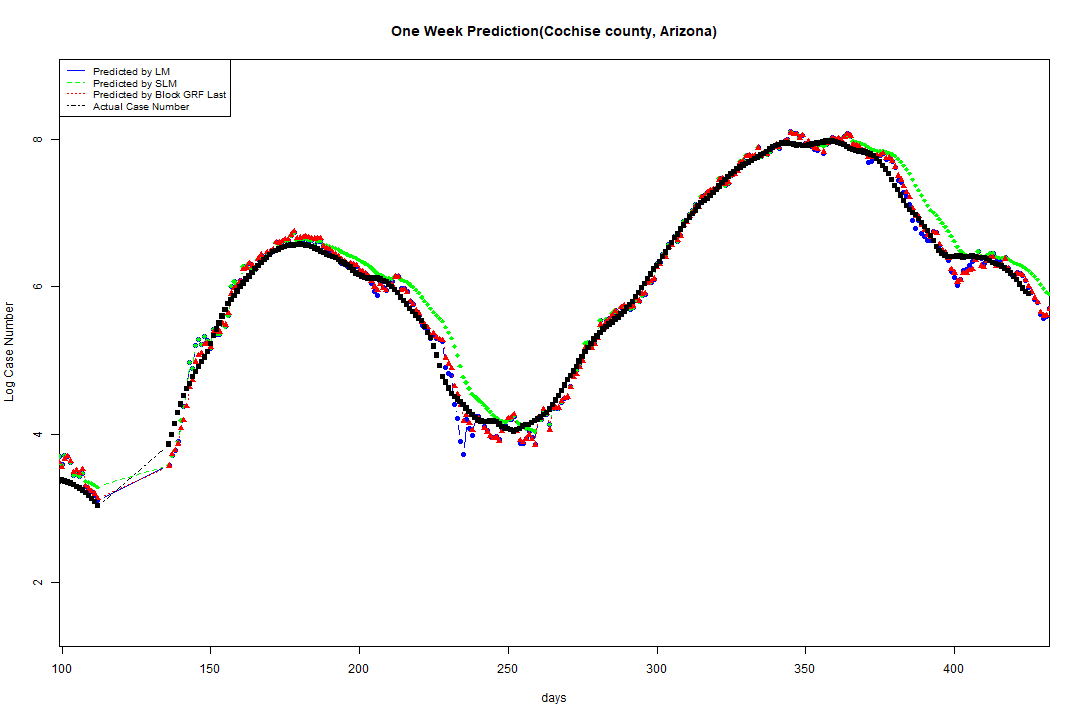 One Week Prediction(Cochise county, Arizona)
Predicted by LM
Predicted by SLM
Predicted by Block GRF Last
Actual Case Number
8
6
4
2
Log Case Number
100 150 200 250 300 350 400
days